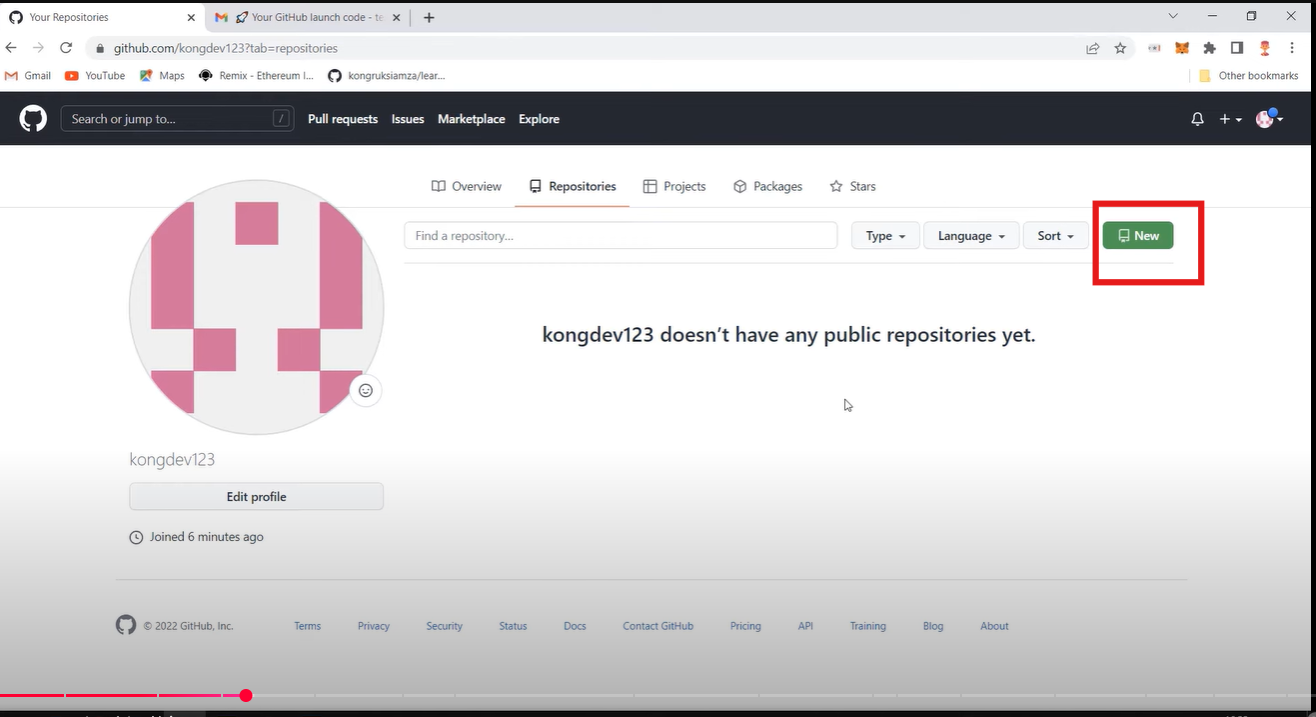 Your Repositories
Your GitHub launch code - te
github.com/kongdev123?tab=repositories
Gmail YouTube Maps Remix - Ethereum I... kongruksiamza/lear... Other bookmarks
Search or jump to... / Pull requests Issues Marketplace Explore
Overview Repositories Projects Packages Stars
Find a repository... Type Language Sort New
kongdev123 doesn't have any public repositories yet.
kongdev123
Edit profile
Joined 6 minutes ago
© 2022 GitHub, Inc. Terms Privacy Security Status Docs Contact GitHub Pricing API Training Blog About